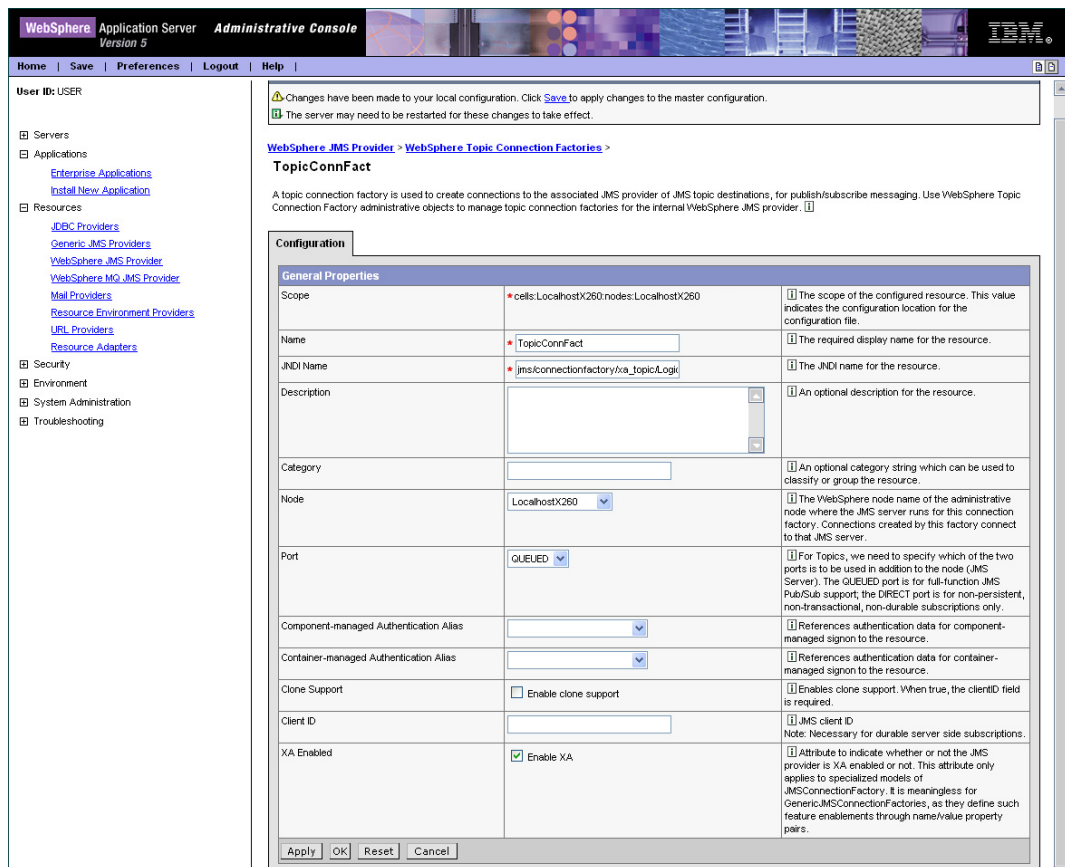 WebSphere Application Server Administrative Console
Version 5
IBM.
Home | Save | Preferences | Logout | Help |
User ID: USER
Servers
Applications
Enterprise Applications
Install New Application
Resources
JDBC Providers
Generic JMS Providers
WebSphere JMS Provider
WebSphere MQ JMS Provider
Mail Providers
Resource Environment Providers
URL Providers
Resource Adapters
Security
Environment
System Administration
Troubleshooting
Changes have been made to your local configuration. Click Save to apply changes to the master configuration.
The server may need to be restarted for these changes to take effect.
WebSphere JMS Provider > WebSphere Topic Connection Factories >
TopicConnFact
A topic connection factory is used to create connections to the associated JMS provider of JMS topic destinations, for publish/subscribe messaging. Use WebSphere Topic
Connection Factory administrative objects to manage topic connection factories for the internal WebSphere JMS provider. i
Configuration
General Properties
Scope
* cells:LocalhostX260:nodes:LocalhostX260
i The scope of the configured resource. This value
indicates the configuration location for the
configuration file.
Name
* TopicConnFact
i The required display name for the resource.
JNDI Name
* jms/connectionfactory/xa_topic/Logic
i The JNDI name for the resource.
Description
i An optional description for the resource.
Category
i An optional category string which can be used to
classify or group the resource.
Node
LocalhostX260
i The WebSphere node name of the administrative
node where the JMS server runs for this connection
factory. Connections created by this factory connect
to that JMS server.
Port
QUEUED
i For Topics, we need to specify which of the two
ports is to be used in addition to the node (JMS
Server). The QUEUED port is for full-function JMS
Pub/Sub support; the DIRECT port is for non-persistent,
non-transactional, non-durable subscriptions only.
Component-managed Authentication Alias
i References authentication data for component-
managed signon to the resource.
Container-managed Authentication Alias
i References authentication data for container-
managed signon to the resource.
Clone Support
Enable clone support
i Enables clone support. When true, the clientID field
is required.
Client ID
i JMS client ID
Note: Necessary for durable server side subscriptions.
XA Enabled
Enable XA
i Attribute to indicate whether or not the JMS
provider is XA enabled or not. This attribute only
applies to specialized models of
JMSConnectionFactory. It is meaningless for
GenericJMSConnectionFactories, as they define such
feature enablements through name/value property
pairs.
Apply OK Reset Cancel